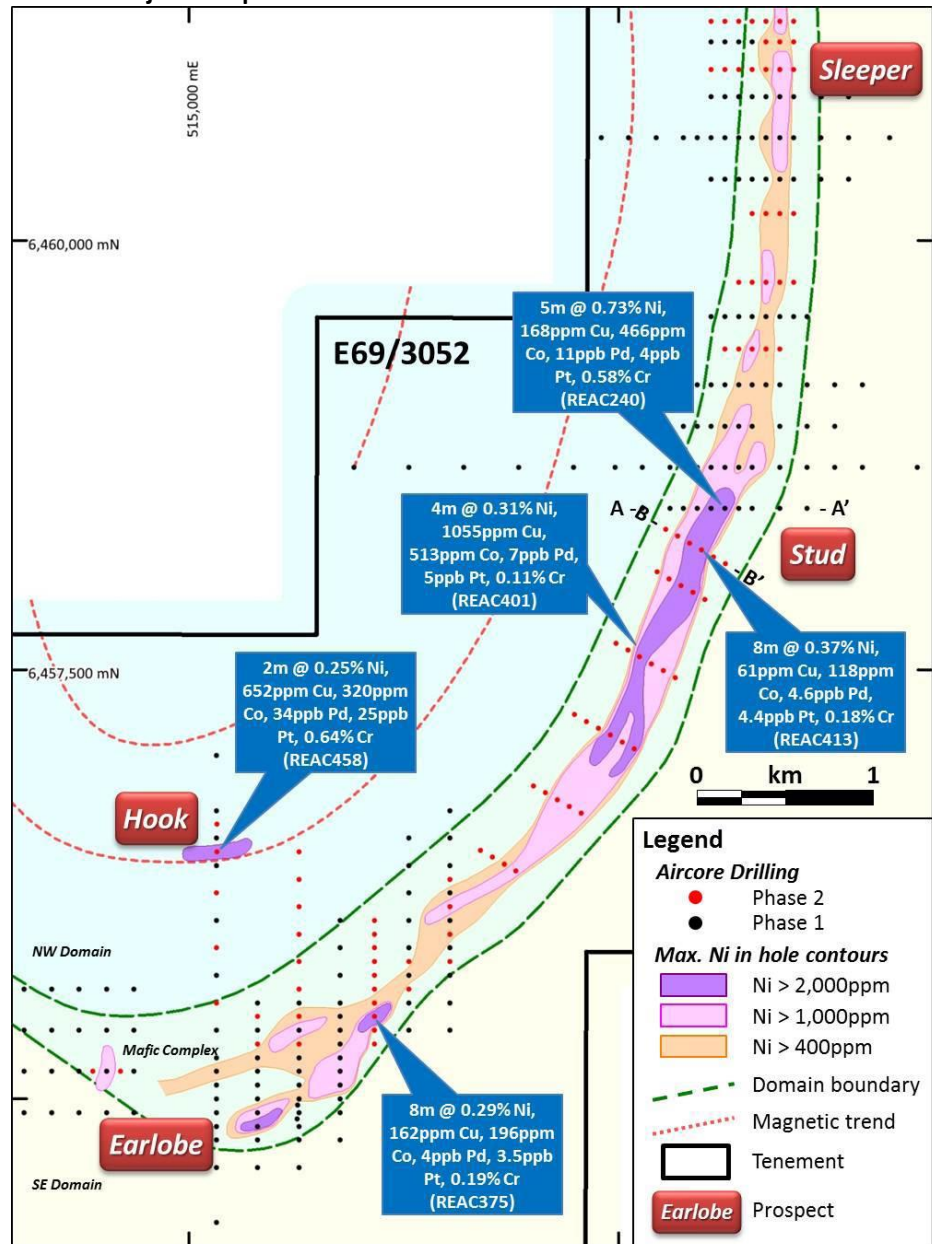 Sleeper
515,000 mE
6,460,000 mN
5m @ 0.73% Ni,
168ppm Cu, 466ppm
Co, 11ppb Pd, 4ppb
Pt, 0.58% Cr
(REAC240)
E69/3052
4m @ 0.31% Ni,
1055ppm Cu,
513ppm Co, 7ppb Pd,
5ppb Pt, 0.11% Cr
(REAC401)
A -B - - A'
-B'
Stud
6,457,500 mN
2m @ 0.25% Ni,
652ppm Cu, 320ppm
Co, 34ppb Pd, 25ppb
Pt, 0.64% Cr
(REAC458)
8m @ 0.37% Ni,
61ppm Cu, 118ppm
Co, 4.6ppb Pd,
4.4ppb Pt, 0.18% Cr
(REAC413)
0 km 1
Hook
NW Domain
Mafic Complex
Earlobe
SE Domain
8m @ 0.29% Ni,
162ppm Cu, 196ppm
Co, 4ppb Pd, 3.5ppb
Pt, 0.19% Cr
(REAC375)
Legend
Aircore Drilling
Phase 2
Phase 1
Max. Ni in hole contours
Ni > 2,000ppm
Ni > 1,000ppm
Ni > 400ppm
Domain boundary
Magnetic trend
Tenement
Earlobe Prospect